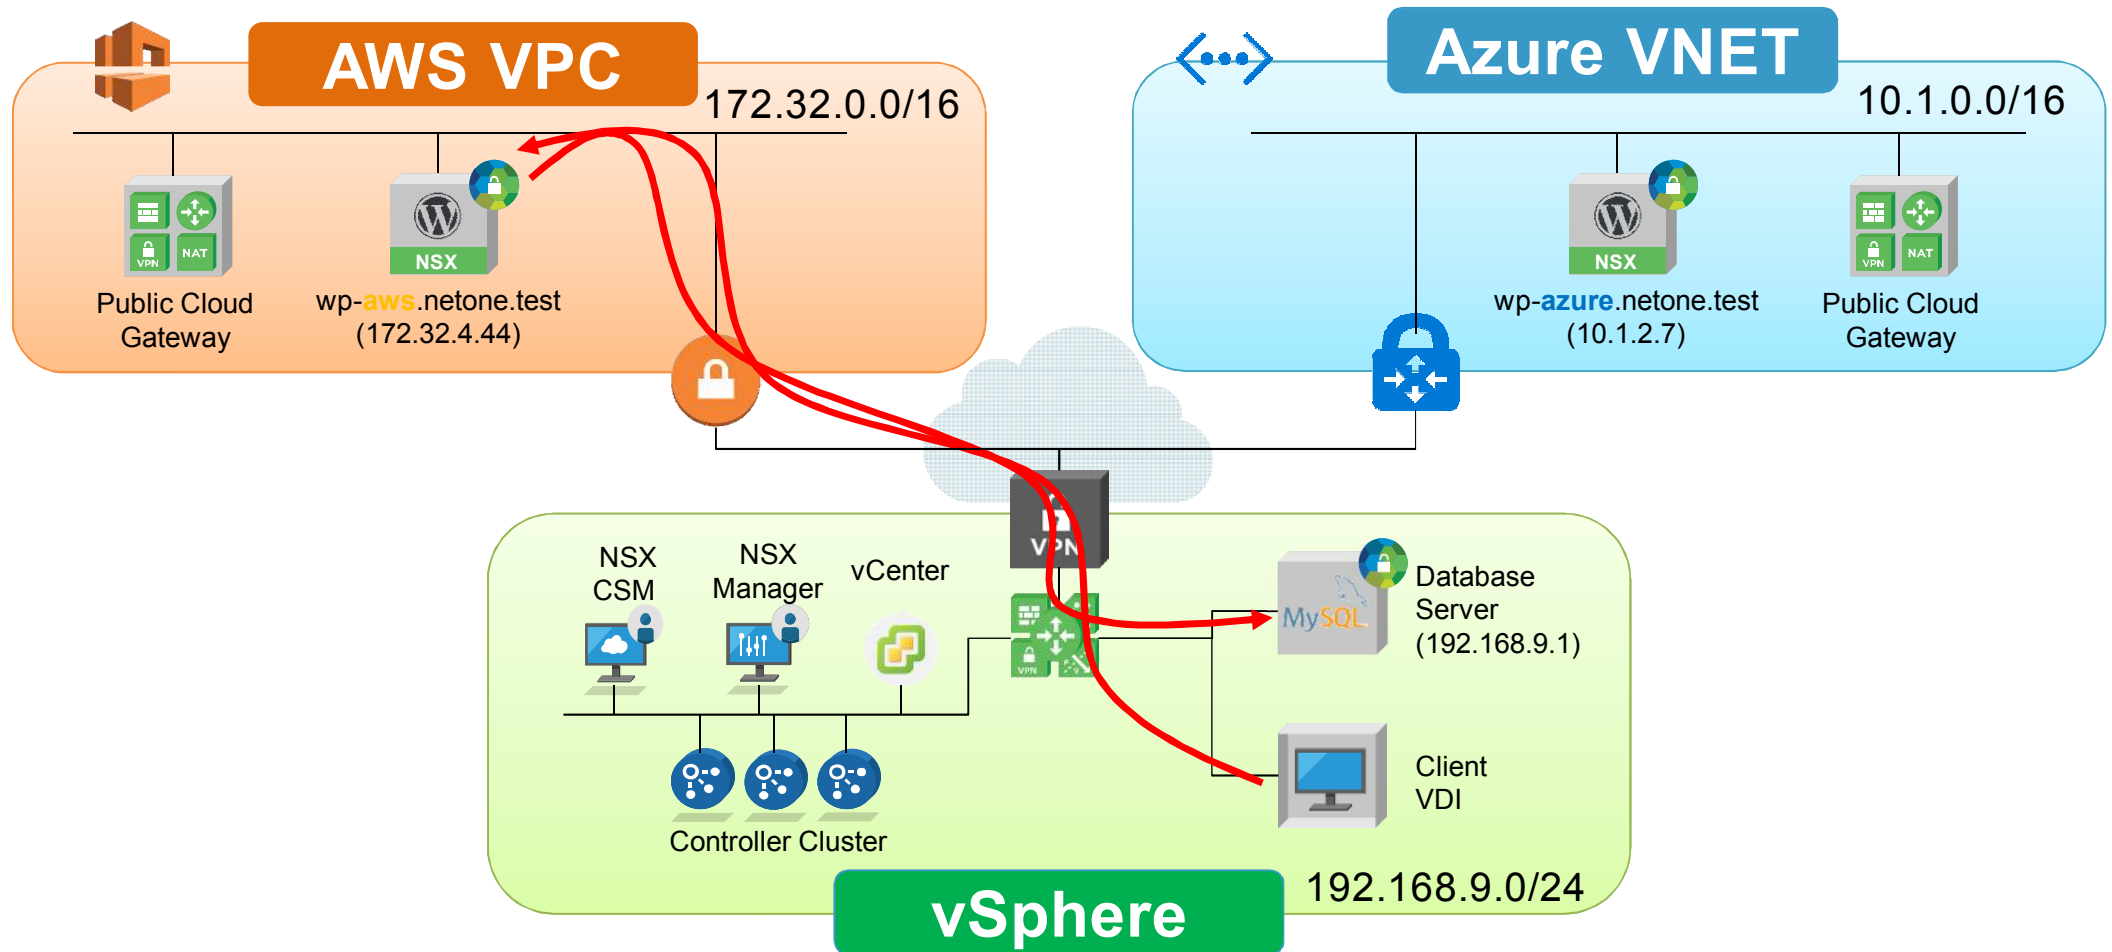 AWS VPC
172.32.0.0/16
VPN
NAT
NSX
Public Cloud
Gateway
wp-aws.netone.test
(172.32.4.44)
Azure VNET
10.1.0.0/16
NSX
VPN
NAT
wp-azure.netone.test
(10.1.2.7)
Public Cloud
Gateway
VPN
NSX
CSM
NSX
Manager
vCenter
VPN
MySQL
Database
Server
(192.168.9.1)
Client
VDI
Controller Cluster
192.168.9.0/24
vSphere